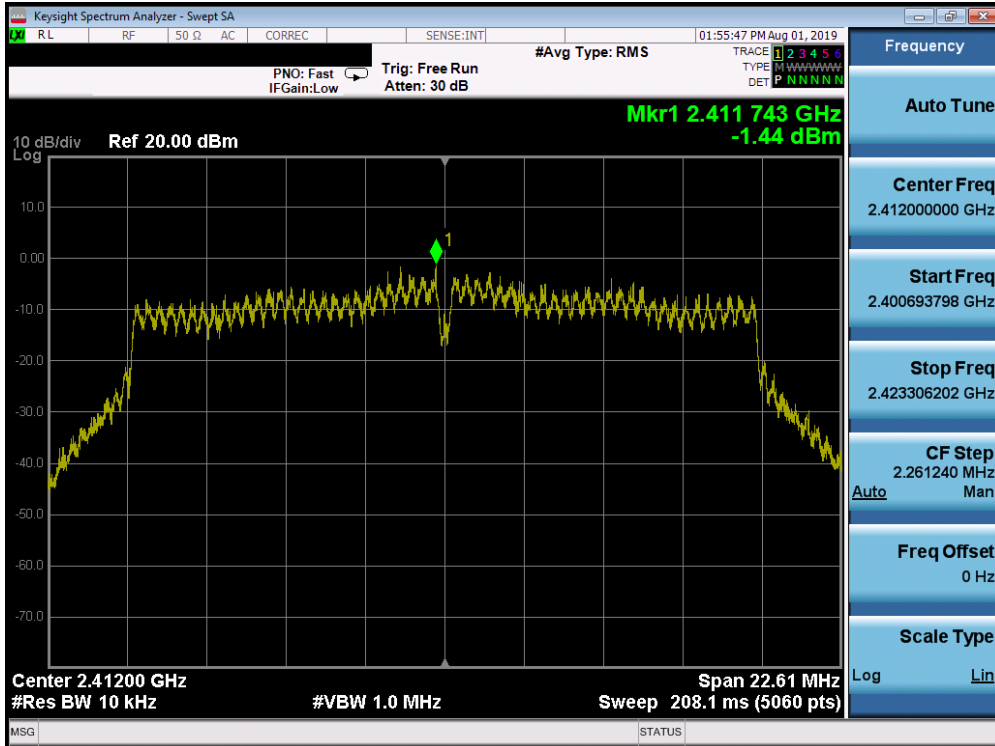 Keysight Spectrum Analyzer - Swept SA
LXI RL RF 50 Ω AC CORREC SENSE:INT 01:55:47 PM Aug 01, 2019
#Avg Type: RMS TRACE 1 2 3 4 5 6
PNO: Fast Trig: Free Run TYPE M WWWWW
IFGain:Low Atten: 30 dB DET P N N N N N
Mkr1 2.411 743 GHz
-1.44 dBm
10 dB/div Ref 20.00 dBm
Log
1
10.0
0.00
-10.0
-20.0
-30.0
-40.0
-50.0
-60.0
-70.0
Center 2.41200 GHz Span 22.61 MHz
#Res BW 10 kHz #VBW 1.0 MHz Sweep 208.1 ms (5060 pts)
MSG STATUS
Frequency
Auto Tune
Center Freq
2.412000000 GHz
Start Freq
2.400693798 GHz
Stop Freq
2.423306202 GHz
CF Step
2.261240 MHz
Auto Man
Freq Offset
0 Hz
Scale Type
Log Lin